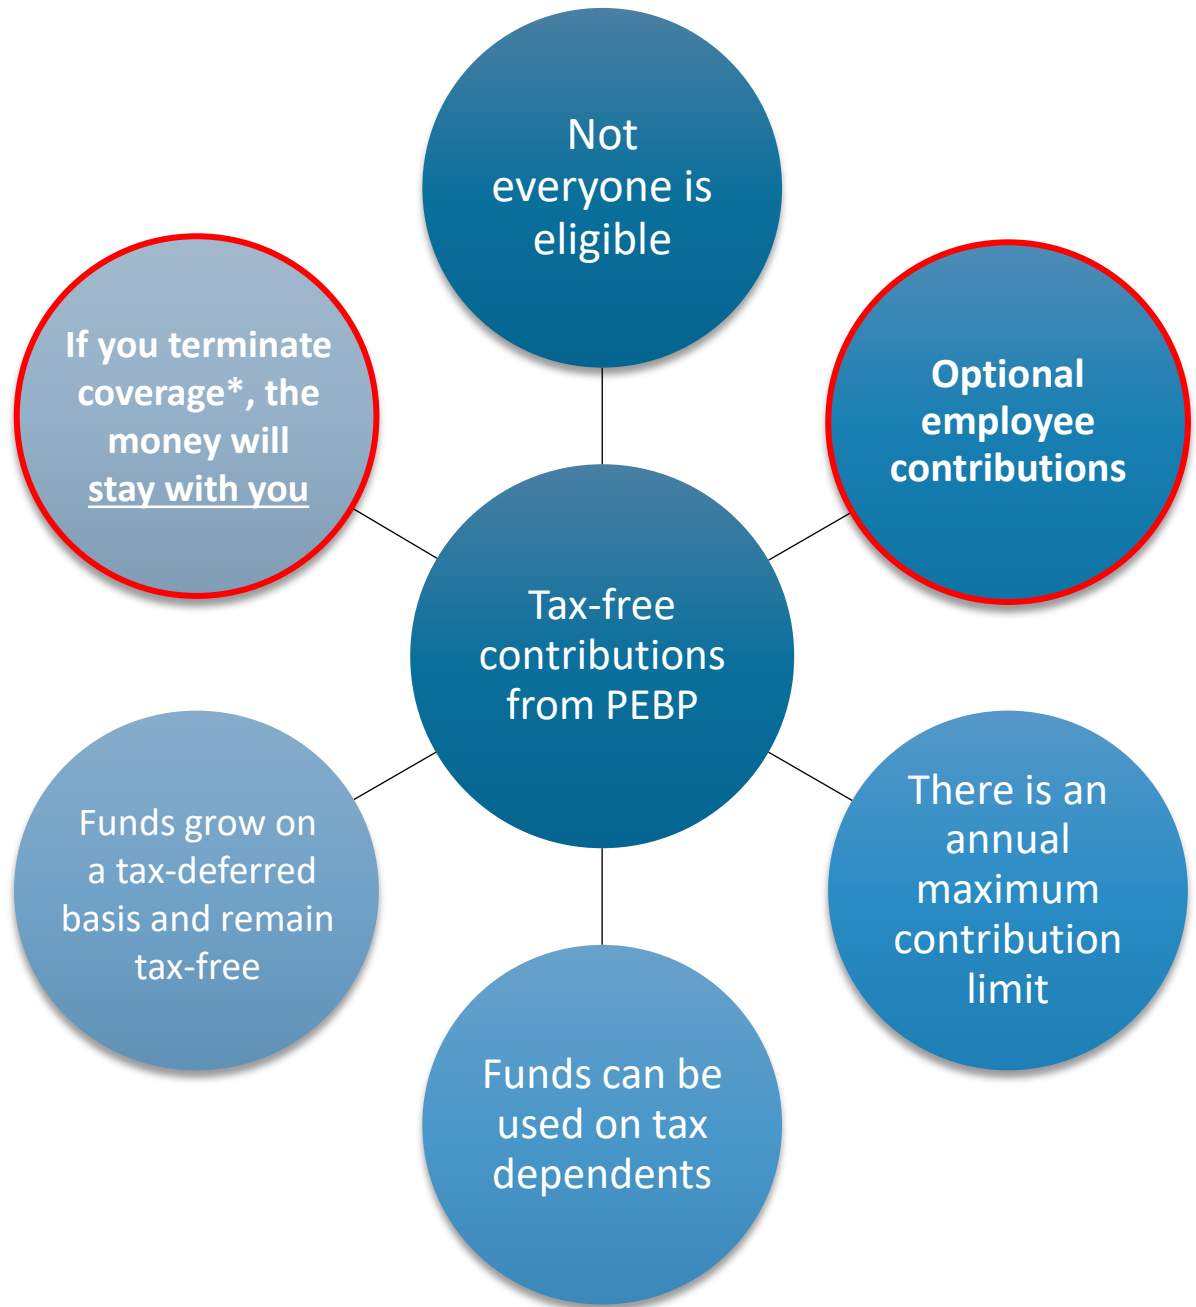 Not
everyone is
eligible
If you terminate
coverage*, the
money will
stay with you
Optional
employee
contributions
Tax-free
contributions
from PEBP
Funds grow on
a tax-deferred
basis and remain
tax-free
There is an
annual
maximum
contribution
limit
Funds can be
used on tax
dependents